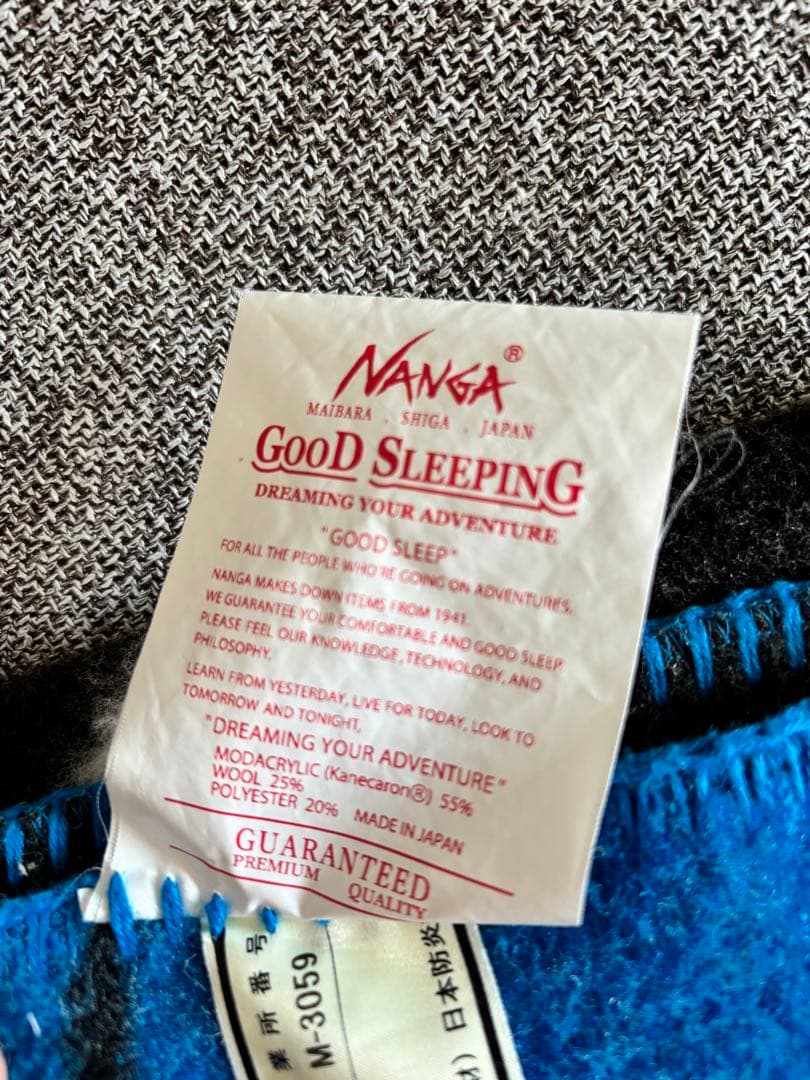 NANGA®
MAIBARA . SHIGA . JAPAN
GOOD SLEEPING
DREAMING YOUR ADVENTURE
"GOOD SLEEP"
FOR ALL THE PEOPLE WHO'RE GOING ON ADVENTURES.
NANGA MAKES DOWN ITEMS FROM 1941.
WE GUARANTEE YOUR COMFORTABLE AND GOOD SLEEP.
PLEASE FEEL OUR KNOWLEDGE, TECHNOLOGY, AND
PHILOSOPHY.
LEARN FROM YESTERDAY, LIVE FOR TODAY, LOOK TO
TOMORROW AND TONIGHT,
"DREAMING YOUR ADVENTURE"
MODACRYLIC (Kanecaron®) 55%
WOOL 25%
POLYESTER 20% MADE IN JAPAN
GUARANTEED
PREMIUM QUALITY
業所番号
M-3059
) 日本防炎